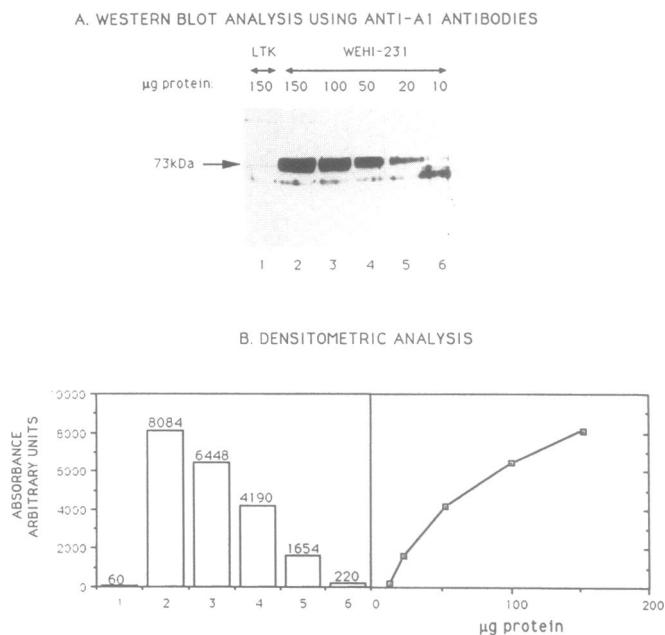 A. WESTERN BLOT ANALYSIS USING ANTI-A1 ANTIBODIES
LTK WEHI-231
µg protein: 150 150 100 50 20 10
73kDa
1 2 3 4 5 6
B. DENSITOMETRIC ANALYSIS
ABSORBANCE
ARBITRARY UNITS
10000
8000
6000
4000
2000
0
60 8084 6448 4190 1654 220
1 2 3 4 5 6
0 100 200
µg protein